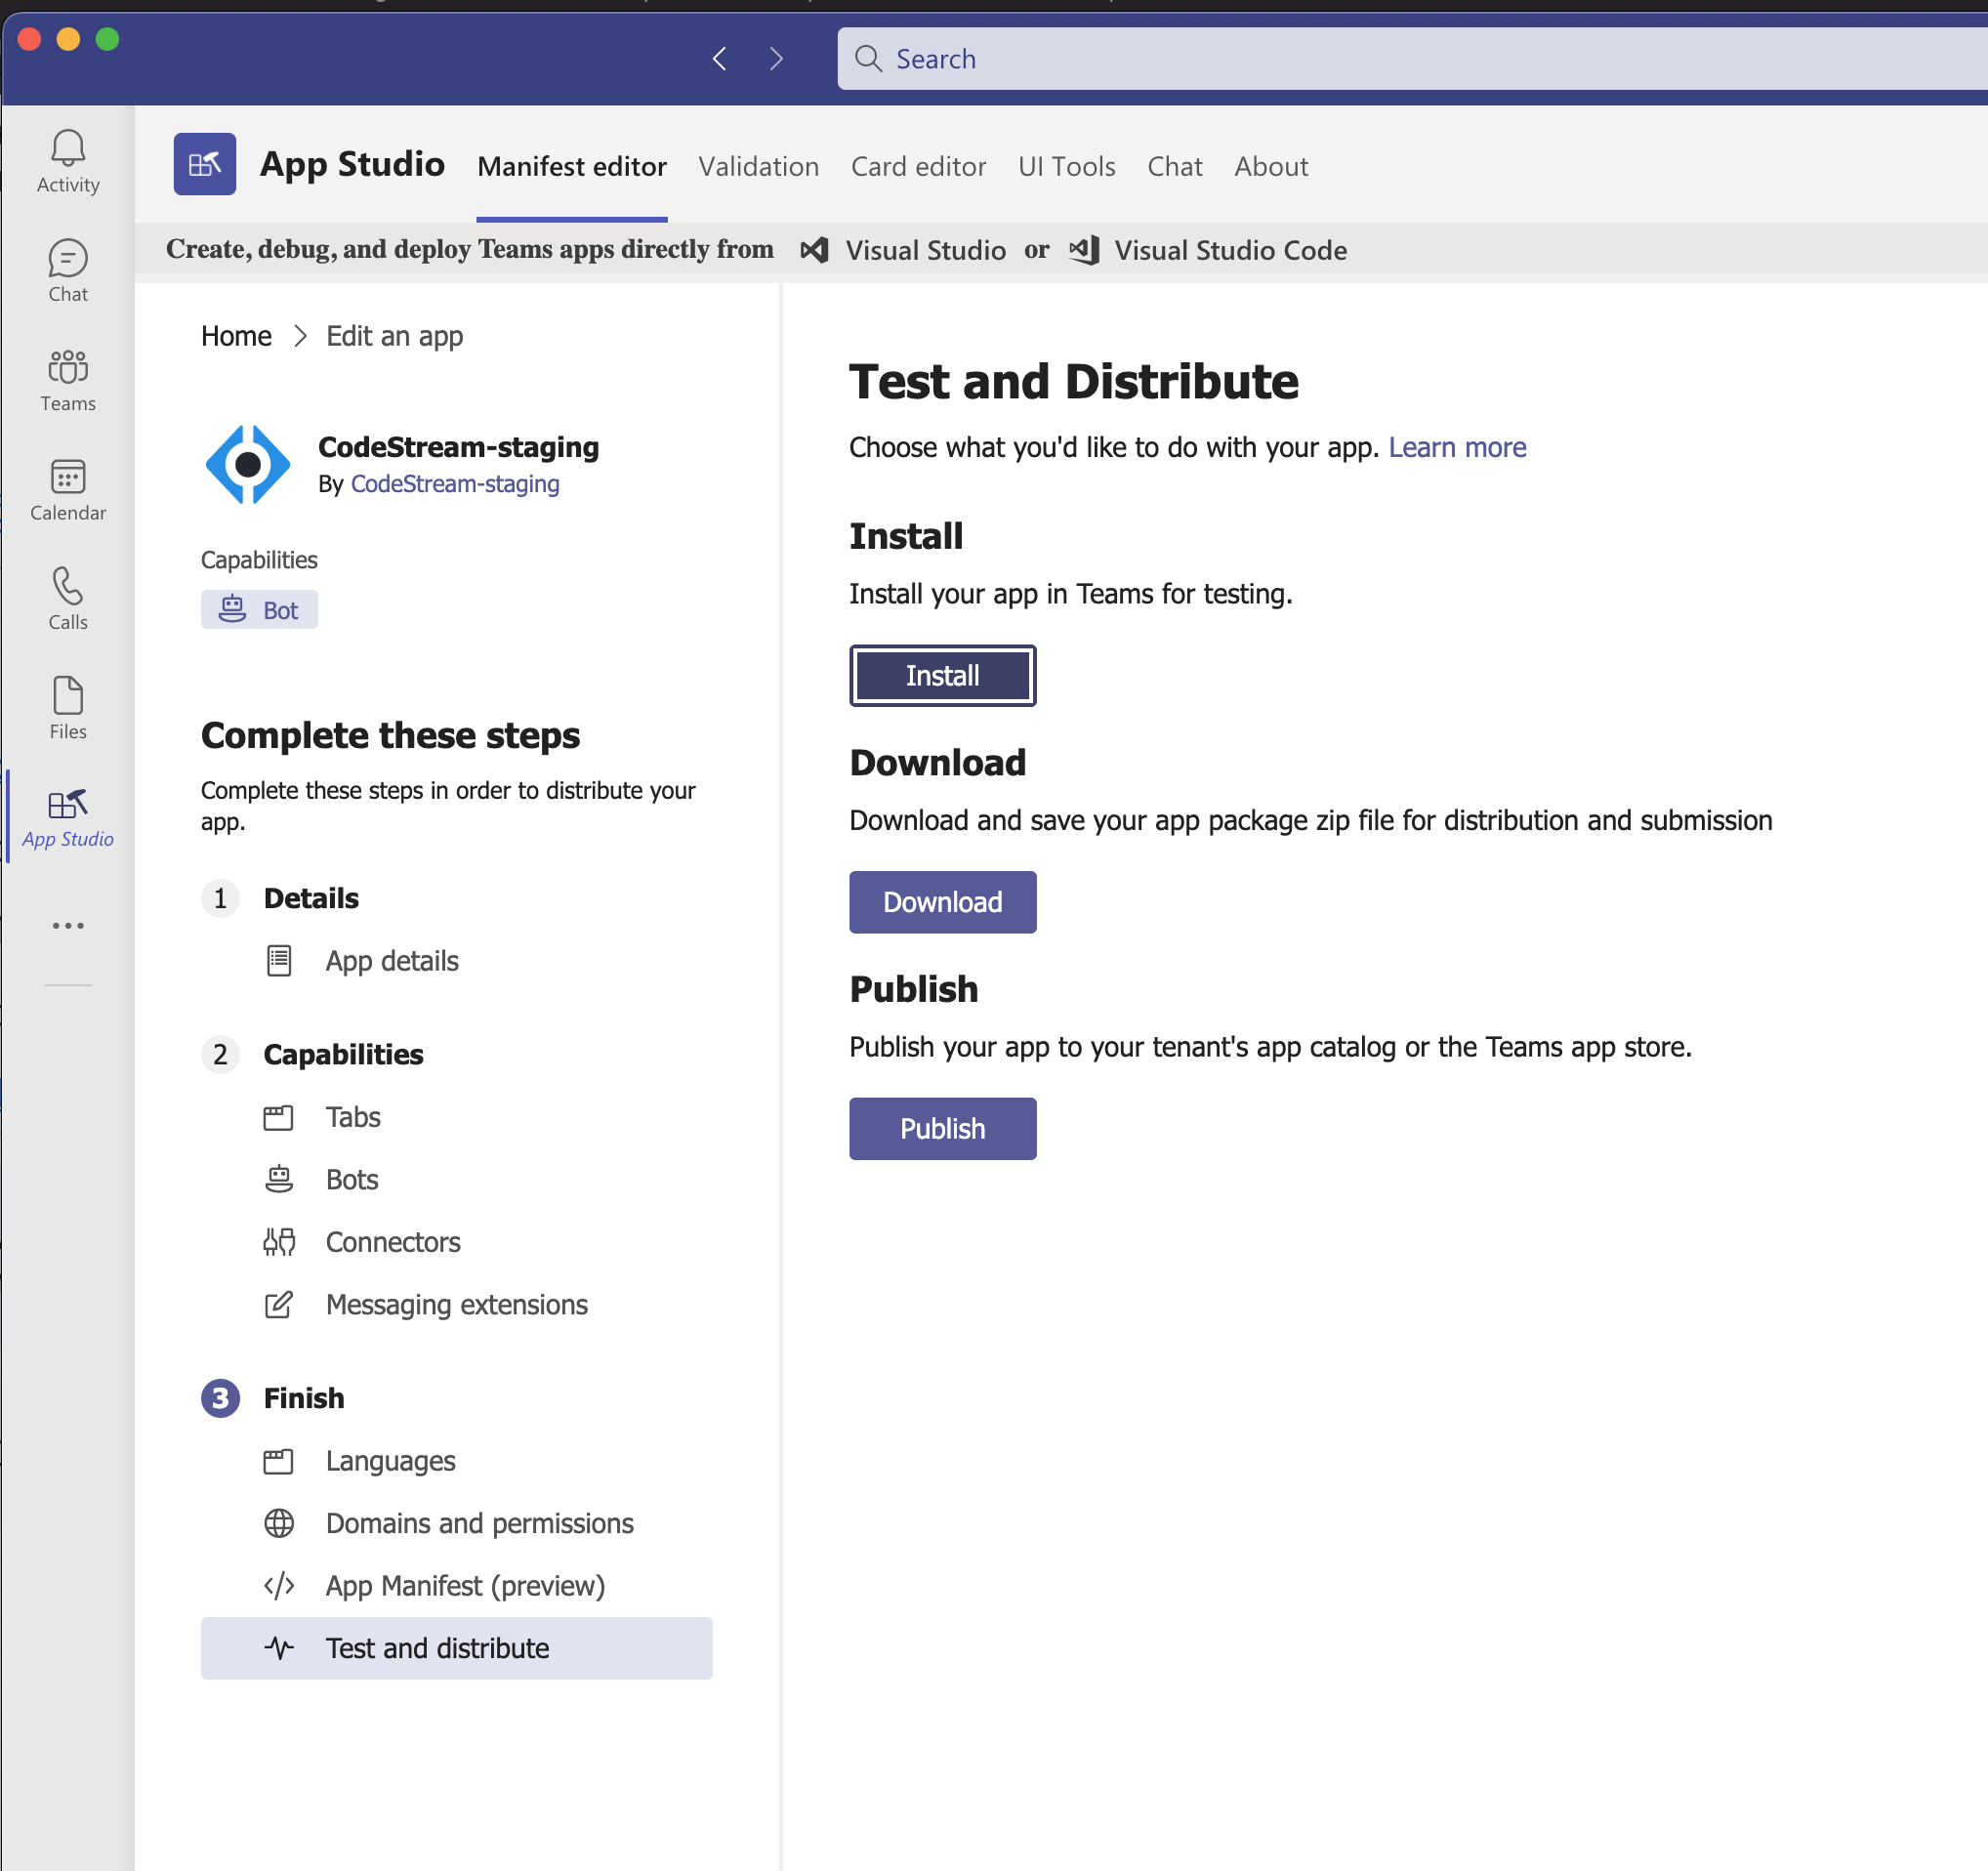 Search
Activity
Chat
Teams
Calendar
Calls
Files
App Studio
App Studio
Manifest editor
Validation
Card editor
UI Tools
Chat
About
Create, debug, and deploy Teams apps directly from Visual Studio or Visual Studio Code
Home > Edit an app
CodeStream-staging
By CodeStream-staging
Capabilities
Bot
Complete these steps
Complete these steps in order to distribute your
app.
1 Details
App details
2 Capabilities
Tabs
Bots
Connectors
Messaging extensions
3 Finish
Languages
Domains and permissions
App Manifest (preview)
Test and distribute
Test and Distribute
Choose what you'd like to do with your app. Learn more
Install
Install your app in Teams for testing.
Install
Download
Download and save your app package zip file for distribution and submission
Download
Publish
Publish your app to your tenant's app catalog or the Teams app store.
Publish